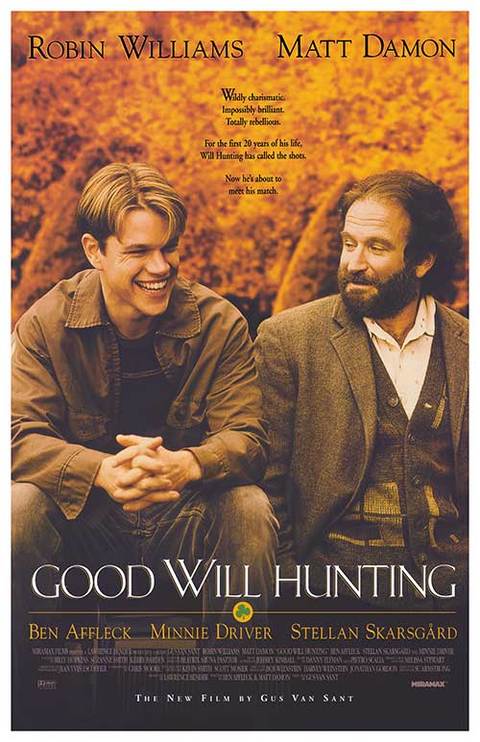 ROBIN WILLIAMS MATT DAMON
Wildly charismatic.
Impossibly brilliant.
Totally rebellious.
For the first 20 years of his life,
Will Hunting has called the shots.
Now he's about to
meet his match.
GOOD WILL HUNTING
BEN AFFLECK MINNIE DRIVER STELLAN SKARSGÅRD
THE NEW FILM BY GUS VAN SANT
MIRAMAX